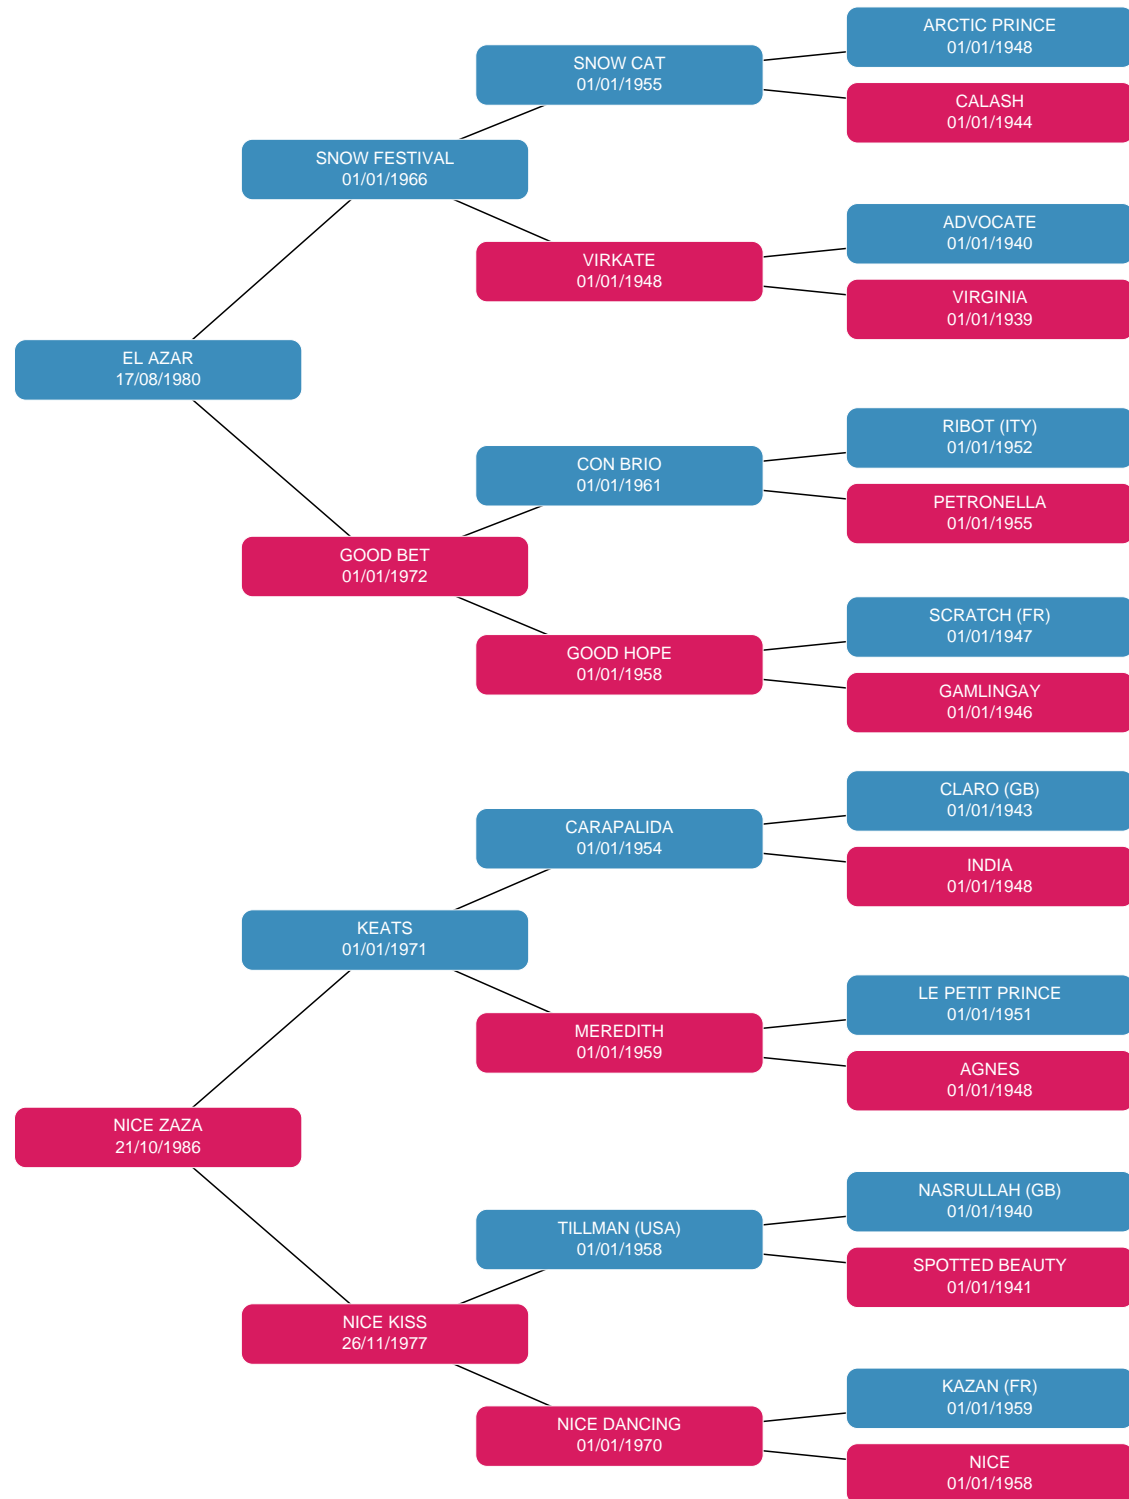 ARCTIC PRINCE
01/01/1948
SNOW CAT
01/01/1955
CALASH
01/01/1944
SNOW FESTIVAL
01/01/1966
ADVOCATE
01/01/1940
VIRKATE
01/01/1948
VIRGINIA
01/01/1939
EL AZAR
17/08/1980
RIBOT (ITY)
01/01/1952
CON BRIO
01/01/1961
PETRONELLA
01/01/1955
GOOD BET
01/01/1972
SCRATCH (FR)
01/01/1947
GOOD HOPE
01/01/1958
GAMLINGAY
01/01/1946
CLARO (GB)
01/01/1943
CARAPALIDA
01/01/1954
INDIA
01/01/1948
KEATS
01/01/1971
LE PETIT PRINCE
01/01/1951
MEREDITH
01/01/1959
AGNES
01/01/1948
NICE ZAZA
21/10/1986
NASRULLAH (GB)
01/01/1940
TILLMAN (USA)
01/01/1958
SPOTTED BEAUTY
01/01/1941
NICE KISS
26/11/1977
KAZAN (FR)
01/01/1959
NICE DANCING
01/01/1970
NICE
01/01/1958